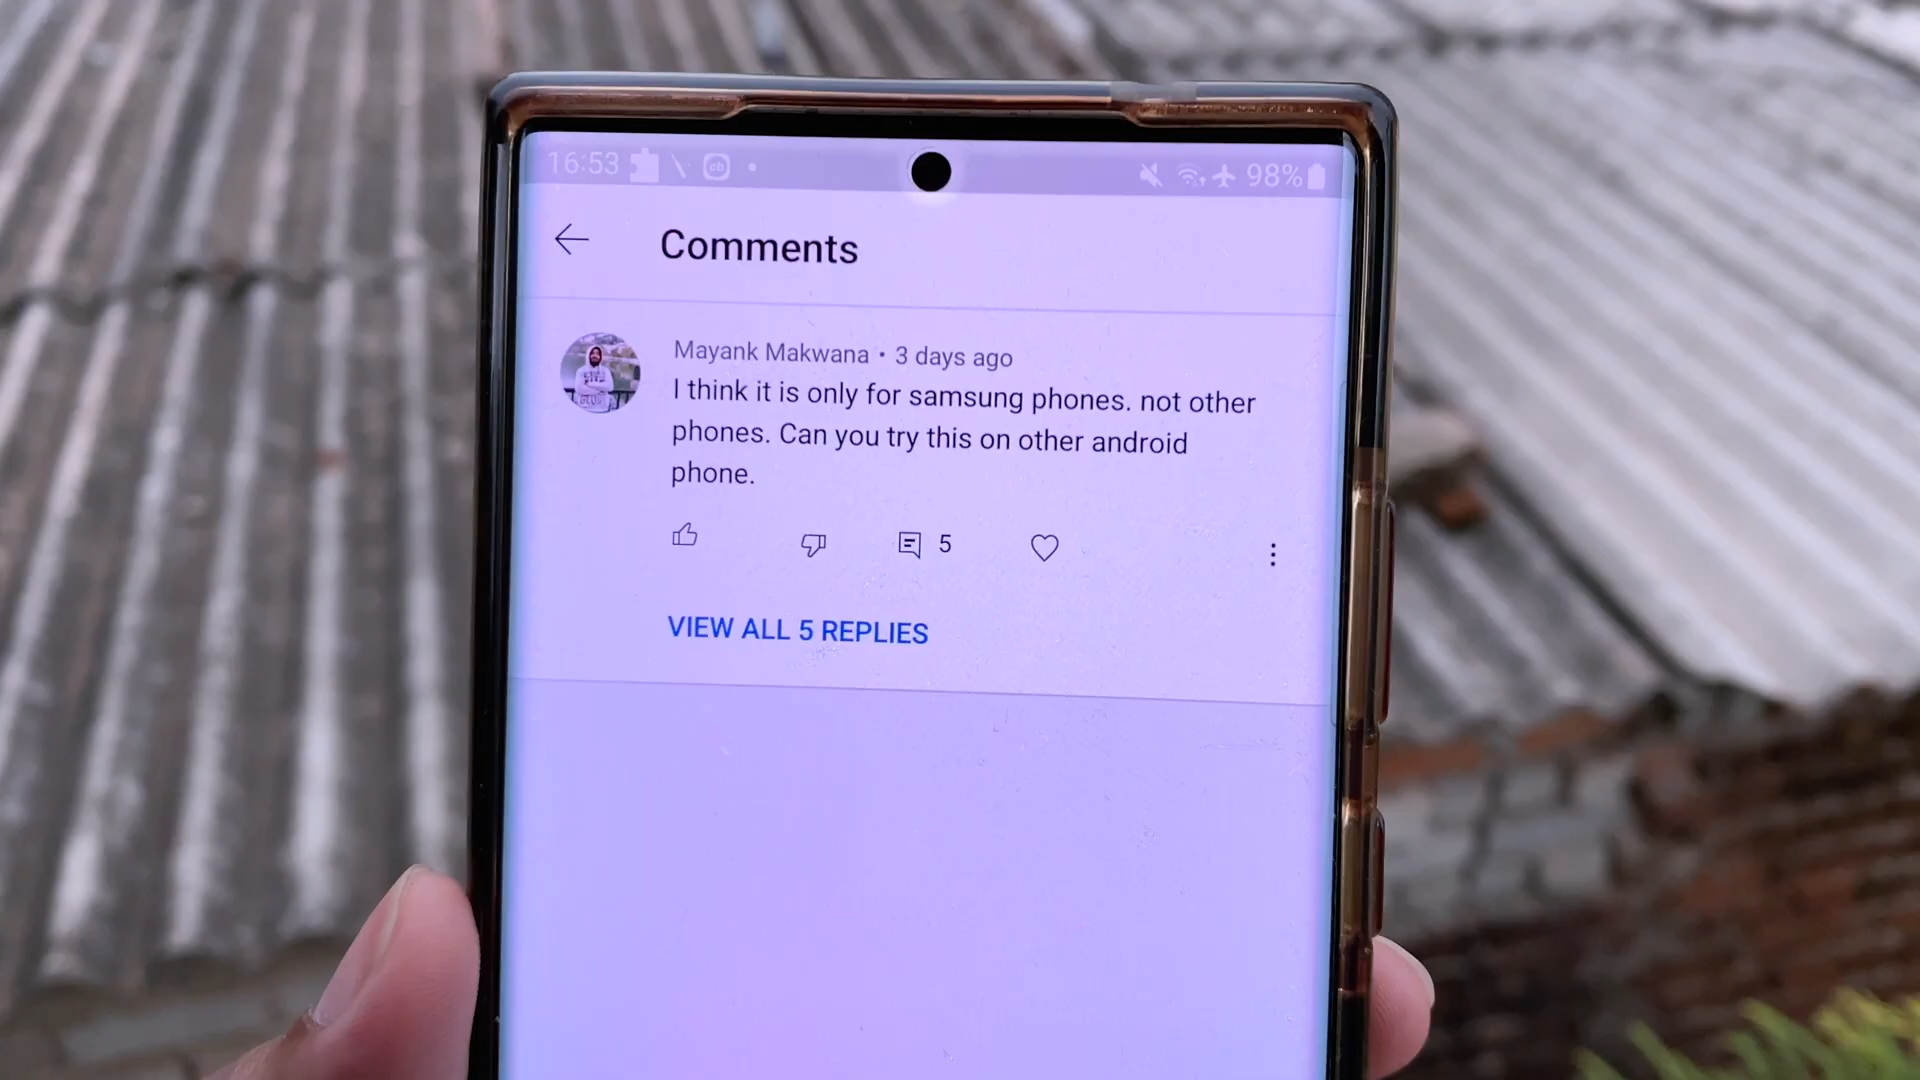 16:53 98%
Comments
Mayank Makwana • 3 days ago
I think it is only for samsung phones. not other
phones. Can you try this on other android
phone.
5
VIEW ALL 5 REPLIES